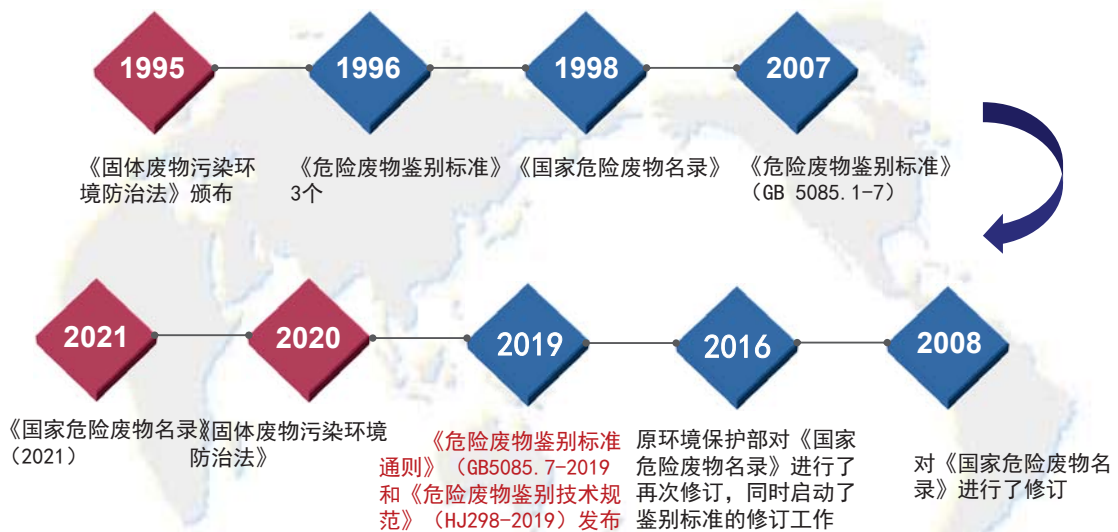 1995
1996
1998
2007
《固体废物污染环
境防治法》颁布
《危险废物鉴别标准》
3个
《国家危险废物名录》
《危险废物鉴别标准》
（GB 5085.1-7）
2021
2020
2019
2016
2008
《国家危险废物名录》
（2021）
《固体废物污染环境
防治法》
《危险废物鉴别标准
通则》（GB5085.7-2019
和《危险废物鉴别技术规
范》（HJ298-2019）发布
原环境保护部对《国家
危险废物名录》进行了
再次修订，同时启动了
鉴别标准的修订工作
对《国家危险废物名
录》进行了修订